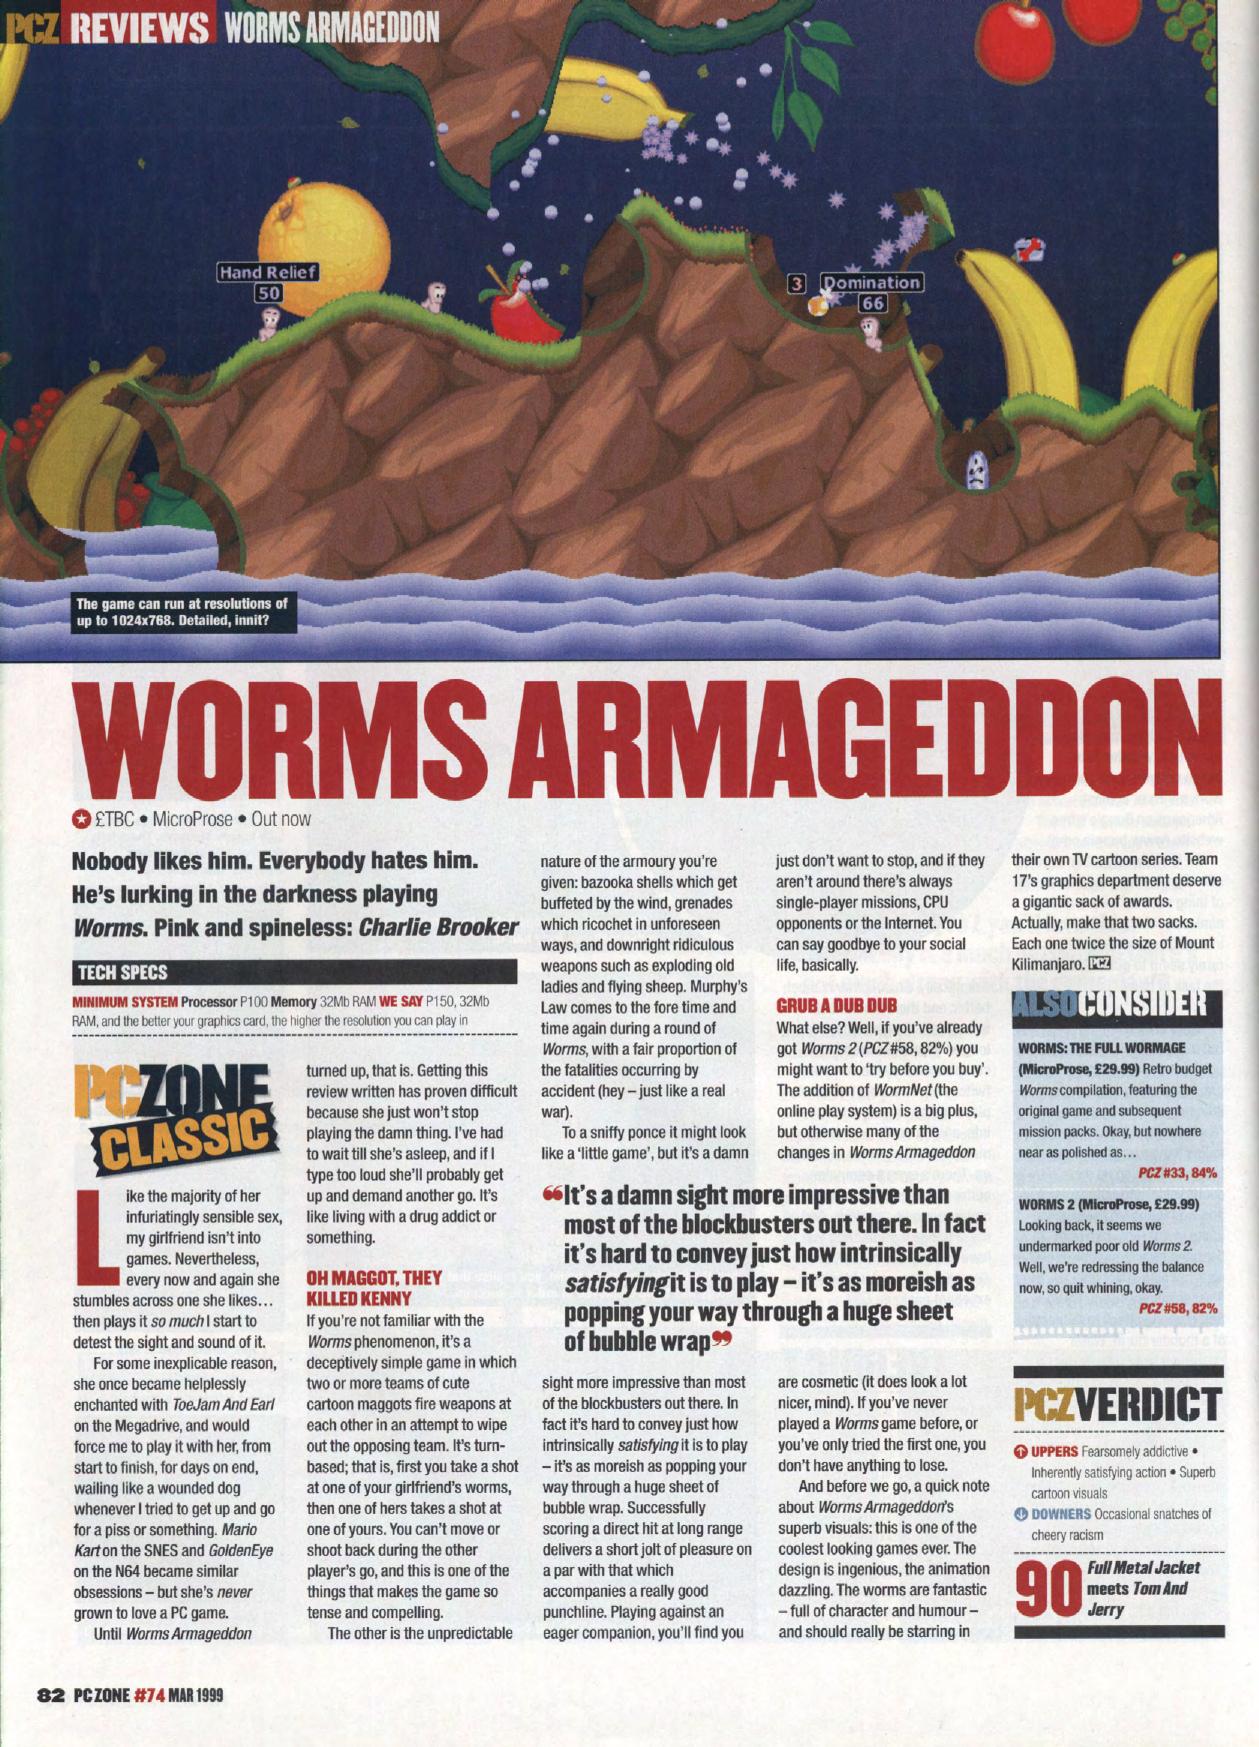 PCZ REVIEWS WORMS ARMAGEDDON
Hand Relief
50
3
Domination
66
The game can run at resolutions of
up to 1024x768. Detailed, innit?
WORMS ARMAGEDDON
£TBC • MicroProse • Out now
Nobody likes him. Everybody hates him.
He's lurking in the darkness playing
Worms. Pink and spineless: Charlie Brooker
TECH SPECS
MINIMUM SYSTEM Processor P100 Memory 32Mb RAM WE SAY P150, 32Mb
RAM, and the better your graphics card, the higher the resolution you can play in
PCZONE
CLASSIC
Like the majority of her
infuriatingly sensible sex,
my girlfriend isn't into
games. Nevertheless,
every now and again she
stumbles across one she likes...
then plays it so much I start to
detest the sight and sound of it.
For some inexplicable reason,
she once became helplessly
enchanted with ToeJam And Earl
on the Megadrive, and would
force me to play it with her, from
start to finish, for days on end,
wailing like a wounded dog
whenever I tried to get up and go
for a piss or something. Mario
Kart on the SNES and GoldenEye
on the N64 became similar
obsessions – but she's never
grown to love a PC game.
Until Worms Armageddon
turned up, that is. Getting this
review written has proven difficult
because she just won't stop
playing the damn thing. I've had
to wait till she's asleep, and if I
type too loud she'll probably get
up and demand another go. It's
like living with a drug addict or
something.
OH MAGGOT, THEY
KILLED KENNY
If you're not familiar with the
Worms phenomenon, it's a
deceptively simple game in which
two or more teams of cute
cartoon maggots fire weapons at
each other in an attempt to wipe
out the opposing team. It's turn-
based; that is, first you take a shot
at one of your girlfriend's worms,
then one of hers takes a shot at
one of yours. You can't move or
shoot back during the other
player's go, and this is one of the
things that makes the game so
tense and compelling.
The other is the unpredictable
nature of the armoury you're
given: bazooka shells which get
buffeted by the wind, grenades
which ricochet in unforeseen
ways, and downright ridiculous
weapons such as exploding old
ladies and flying sheep. Murphy's
Law comes to the fore time and
time again during a round of
Worms, with a fair proportion of
the fatalities occurring by
accident (hey – just like a real
war).
To a sniffy ponce it might look
like a 'little game', but it's a damn
“It's a damn sight more impressive than
most of the blockbusters out there. In fact
it's hard to convey just how intrinsically
satisfying it is to play – it's as moreish as
popping your way through a huge sheet
of bubble wrap”
sight more impressive than most
of the blockbusters out there. In
fact it's hard to convey just how
intrinsically satisfying it is to play
– it's as moreish as popping your
way through a huge sheet of
bubble wrap. Successfully
scoring a direct hit at long range
delivers a short jolt of pleasure on
a par with that which
accompanies a really good
punchline. Playing against an
eager companion, you'll find you
just don't want to stop, and if they
aren't around there's always
single-player missions, CPU
opponents or the Internet. You
can say goodbye to your social
life, basically.
GRUB A DUB DUB
What else? Well, if you've already
got Worms 2 (PCZ #58, 82%) you
might want to 'try before you buy'.
The addition of WormNet (the
online play system) is a big plus,
but otherwise many of the
changes in Worms Armageddon
are cosmetic (it does look a lot
nicer, mind). If you've never
played a Worms game before, or
you've only tried the first one, you
don't have anything to lose.
And before we go, a quick note
about Worms Armageddon's
superb visuals: this is one of the
coolest looking games ever. The
design is ingenious, the animation
dazzling. The worms are fantastic
– full of character and humour –
and should really be starring in
their own TV cartoon series. Team
17's graphics department deserve
a gigantic sack of awards.
Actually, make that two sacks.
Each one twice the size of Mount
Kilimanjaro. PCZ
ALSO CONSIDER
WORMS: THE FULL WORMAGE
(MicroProse, £29.99) Retro budget
Worms compilation, featuring the
original game and subsequent
mission packs. Okay, but nowhere
near as polished as...
PCZ #33, 84%
WORMS 2 (MicroProse, £29.99)
Looking back, it seems we
undermarked poor old Worms 2.
Well, we're redressing the balance
now, so quit whining, okay.
PCZ #58, 82%
PCZVERDICT
UPPERS Fearsomely addictive •
Inherently satisfying action • Superb
cartoon visuals
DOWNERS Occasional snatches of
cheery racism
90
Full Metal Jacket
meets Tom And
Jerry
82 PCZONE #74 MAR 1999